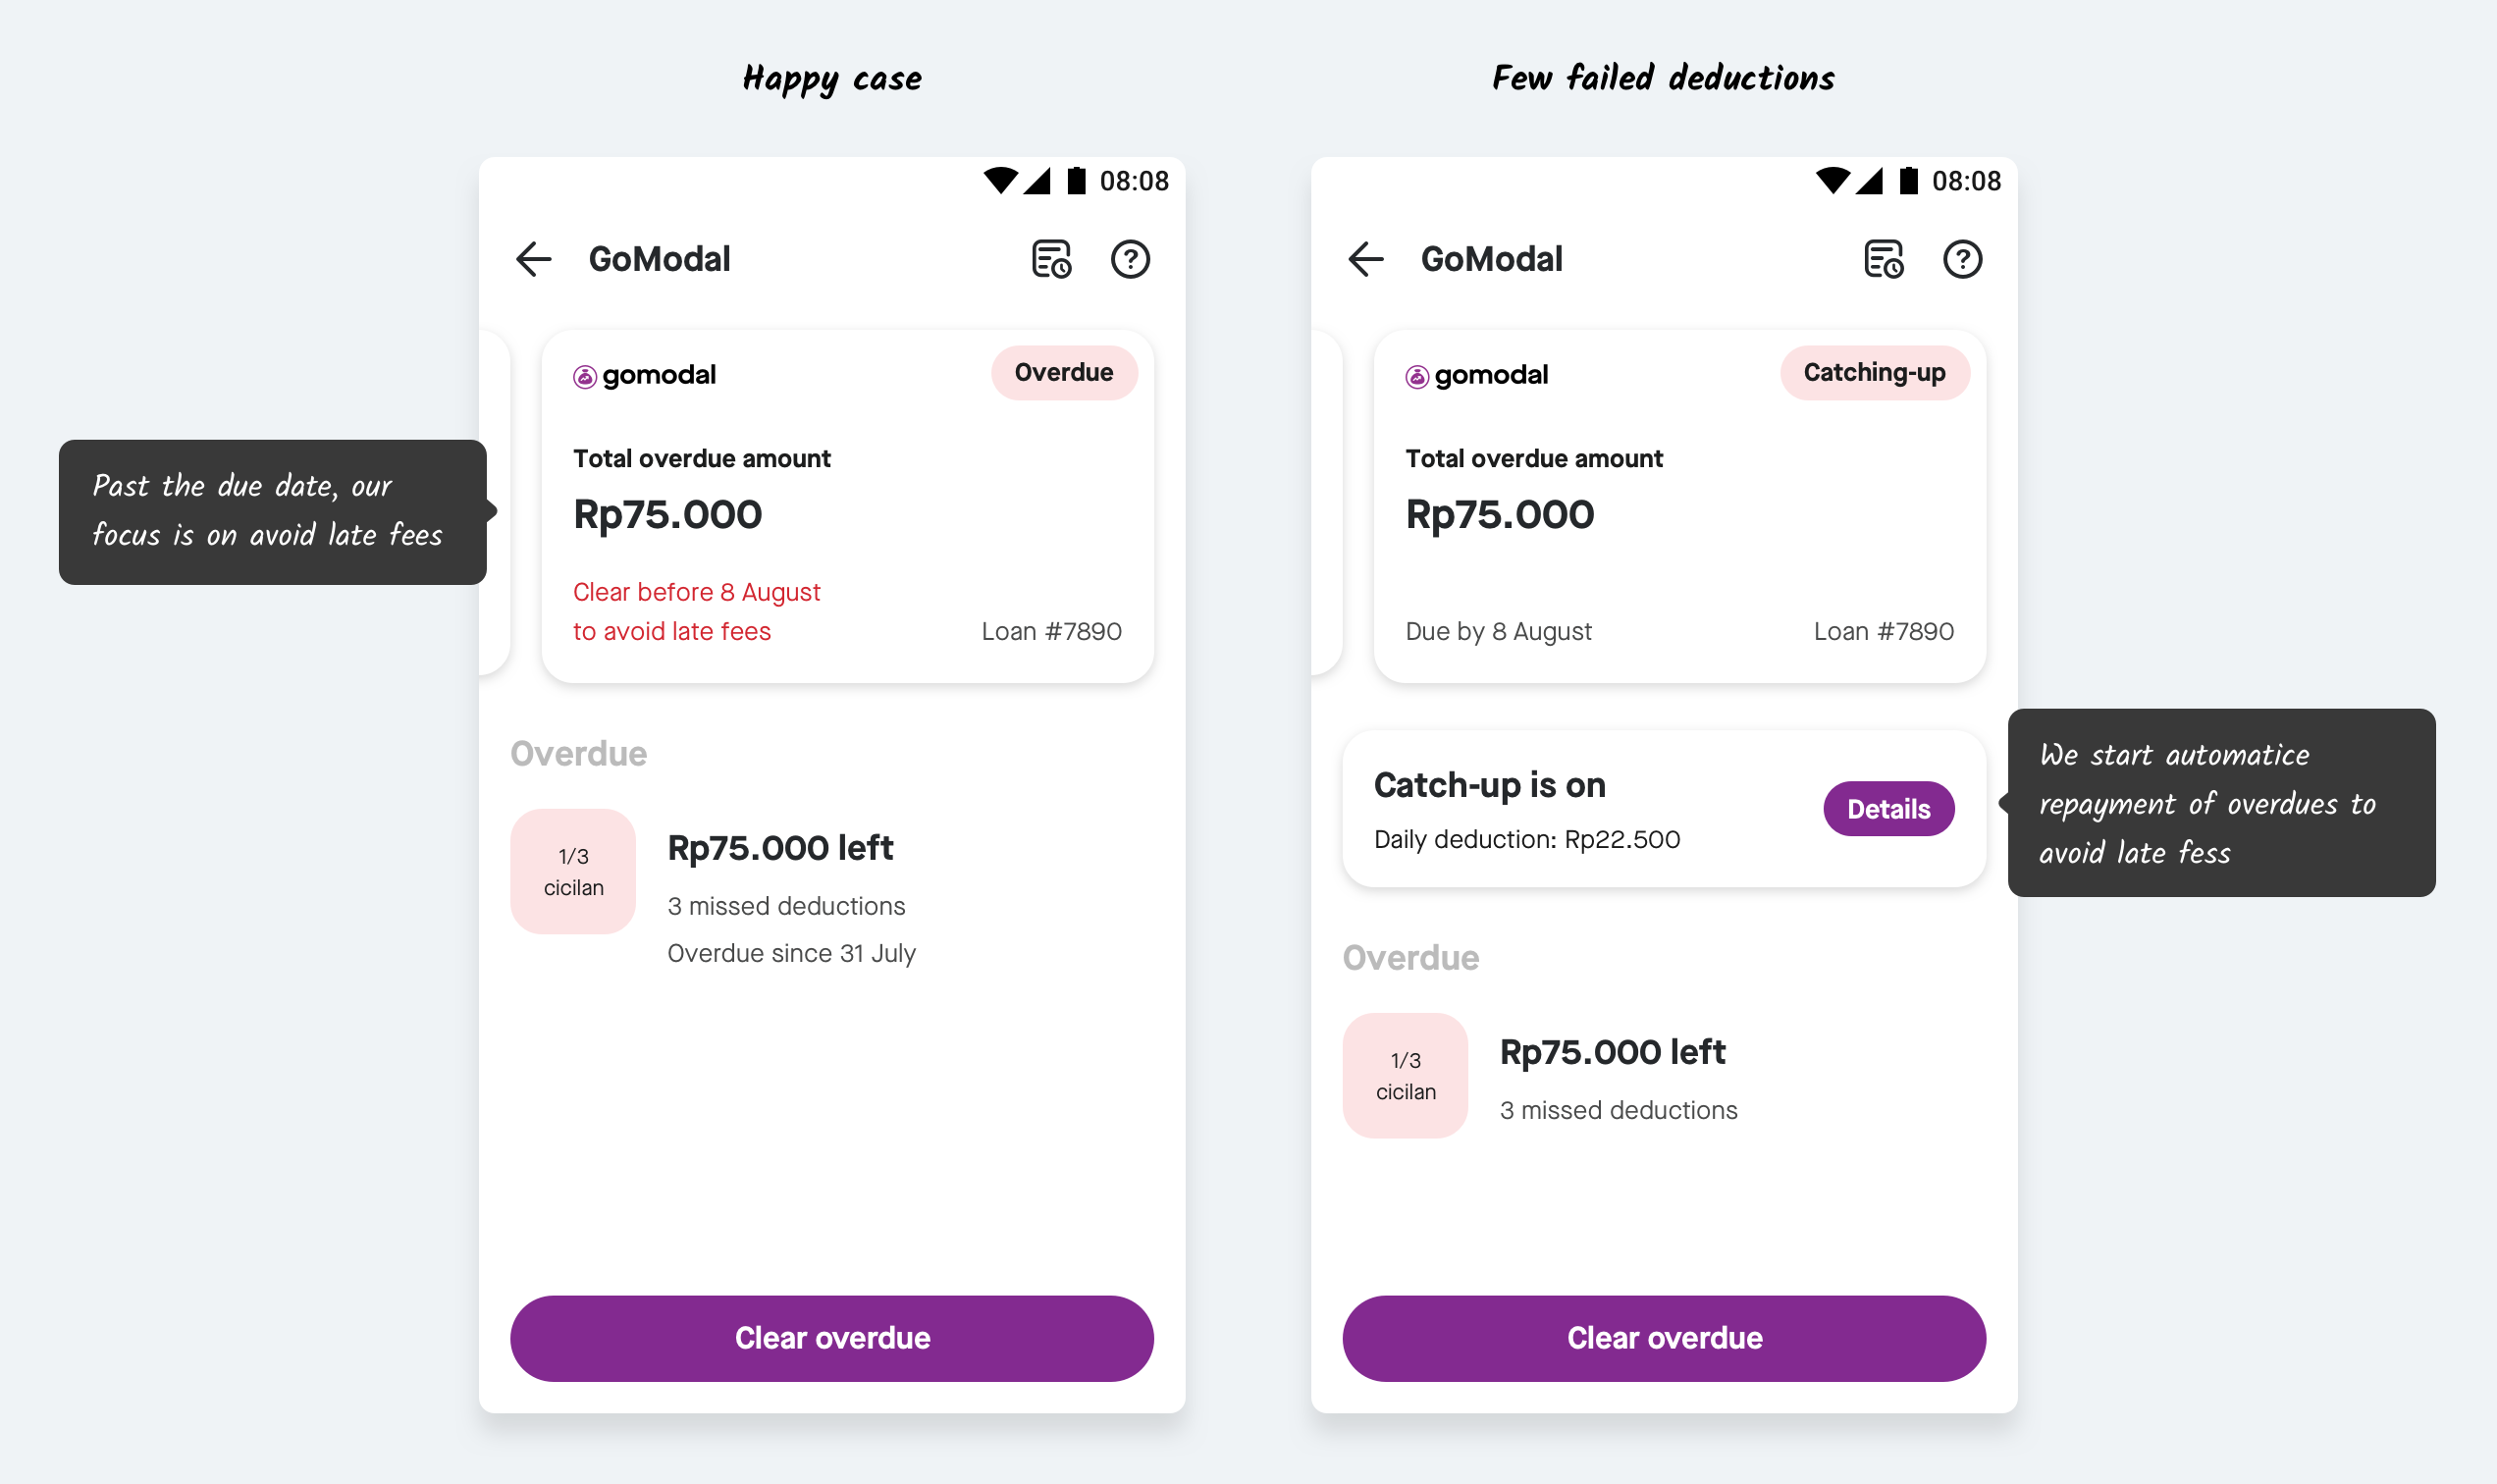 Happy case
08:08
GoModal
gomodal
Overdue
Total overdue amount
Rp75.000
Clear before 8 August
to avoid late fees
Loan #7890
Past the due date, our
focus is on avoid late fees
Overdue
1/3
cicilan
Rp75.000 left
3 missed deductions
Overdue since 31 July
Clear overdue
Few failed deductions
08:08
GoModal
gomodal
Catching-up
Total overdue amount
Rp75.000
Due by 8 August
Loan #7890
Catch-up is on
Daily deduction: Rp22.500
Details
We start automatice
repayment of overdues to
avoid late fess
Overdue
1/3
cicilan
Rp75.000 left
3 missed deductions
Clear overdue